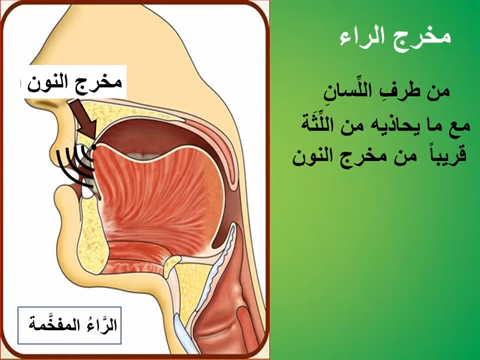 مخرج الراء
من طرفِ اللِّسانِ
مع ما يحاذيه من اللِّثَة
قريباً من مخرج النون
مخرج النون
الرَّاءُ المفخَّمة